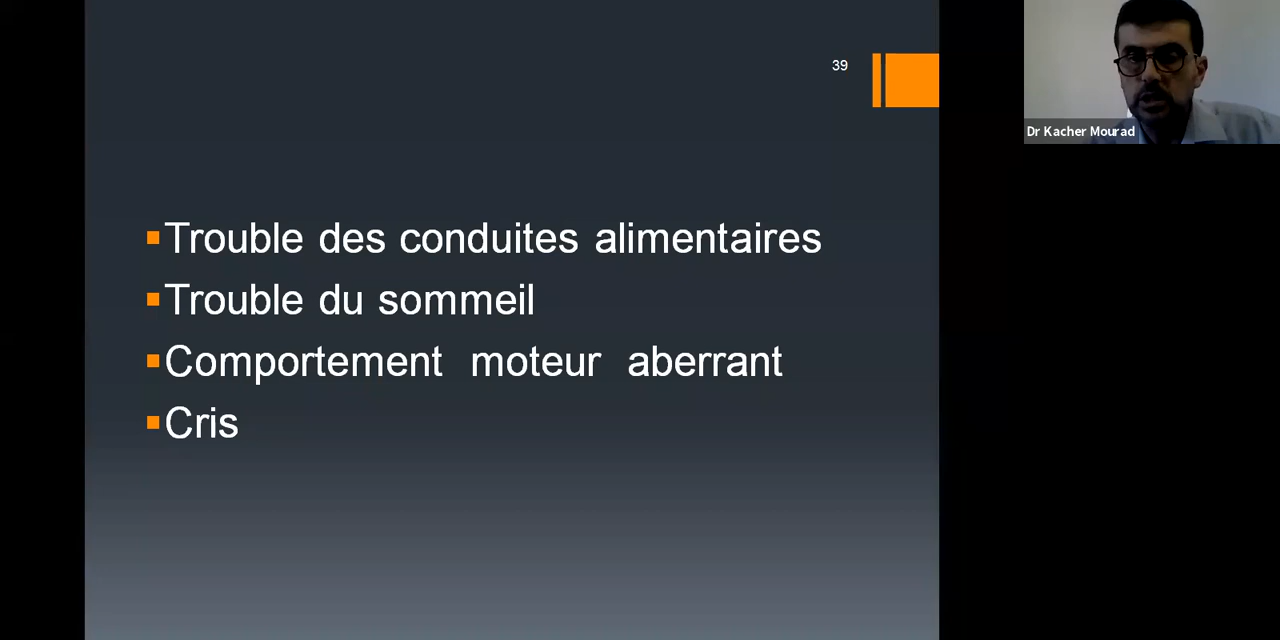 39
Dr Kacher Mourad
Trouble des conduites alimentaires
Trouble du sommeil
Comportement moteur aberrant
Cris